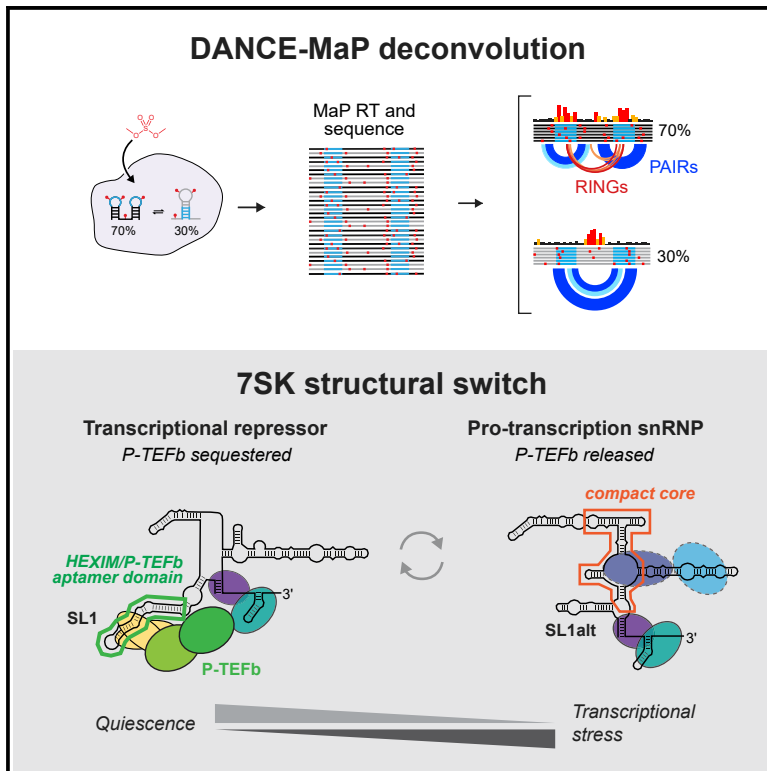 DANCE-MaP deconvolution
O O
S
O O
70%
30%
MaP RT and
sequence
70%
PAIRs
RINGs
30%
7SK structural switch
Transcriptional repressor
P-TEFb sequestered
Pro-transcription snRNP
P-TEFb released
compact core
HEXIM/P-TEFb
aptamer domain
SL1
3'
P-TEFb
SL1alt
3'
Quiescence
Transcriptional
stress